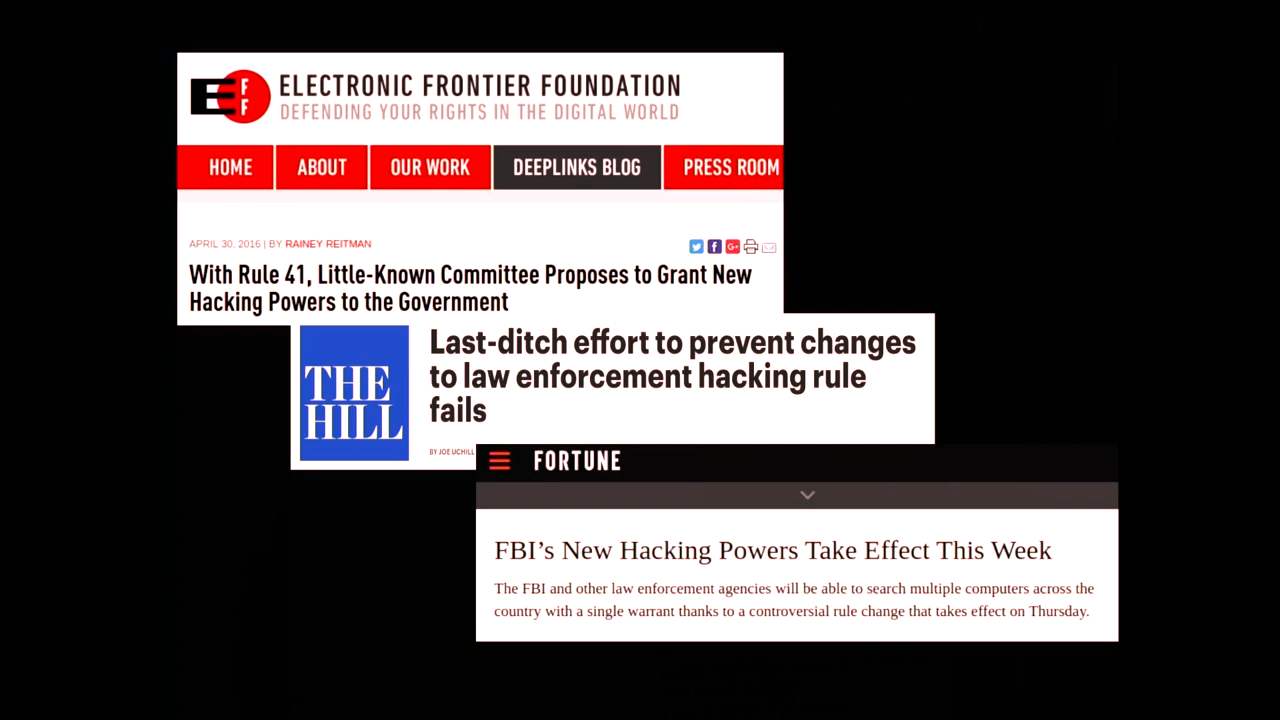 E F F
ELECTRONIC FRONTIER FOUNDATION
DEFENDING YOUR RIGHTS IN THE DIGITAL WORLD
HOME ABOUT OUR WORK DEEPLINKS BLOG PRESS ROOM
APRIL 30, 2016 | BY RAINEY REITMAN
With Rule 41, Little-Known Committee Proposes to Grant New
Hacking Powers to the Government
THE
HILL
Last-ditch effort to prevent changes
to law enforcement hacking rule
fails
BY JOE UCHILL
FORTUNE
FBI’s New Hacking Powers Take Effect This Week
The FBI and other law enforcement agencies will be able to search multiple computers across the
country with a single warrant thanks to a controversial rule change that takes effect on Thursday.